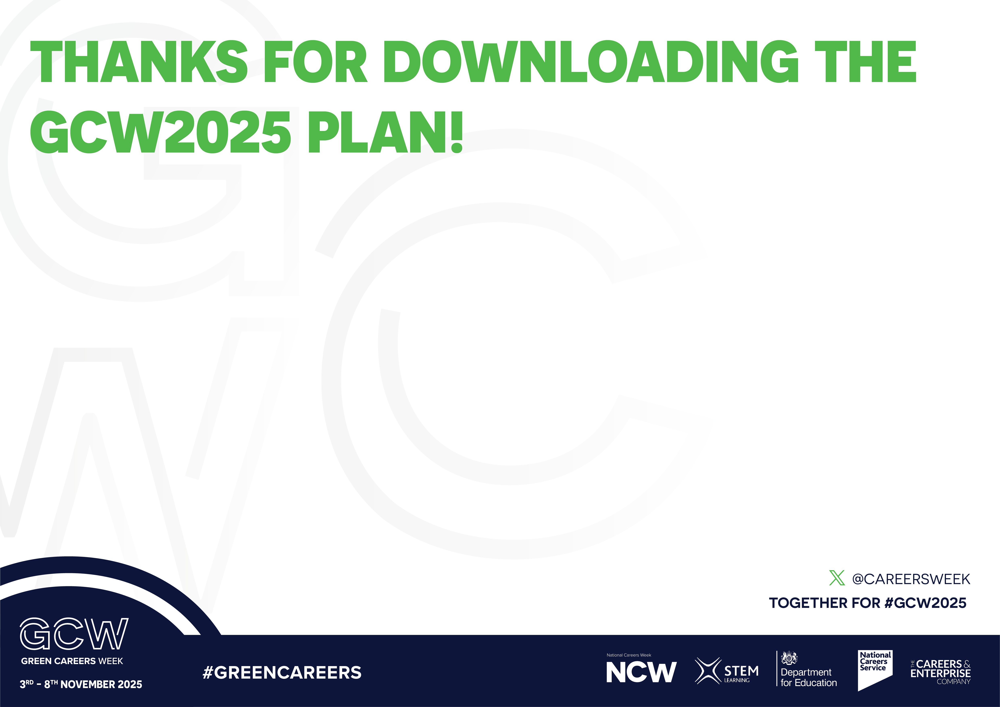 THANKS FOR DOWNLOADING THE
GCW2025 PLAN!
@CAREERSWEEK
TOGETHER FOR #GCW2025
GCW
GREEN CAREERS WEEK
3RD - 8TH NOVEMBER 2025
#GREENCAREERS
National Careers Week
NCW
STEM
LEARNING
Department
for Education
National
Careers
Service
THE CAREERS &
ENTERPRISE
COMPANY